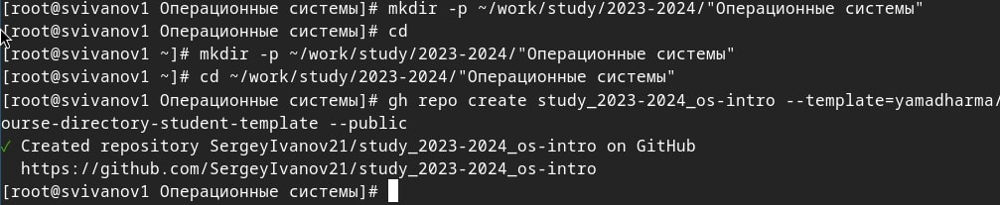 [root@svivanov1 Операционные системы]# mkdir -p ~/work/study/2023-2024/"Операционные системы"
[root@svivanov1 Операционные системы]# cd
[root@svivanov1 ~]# mkdir -p ~/work/study/2023-2024/"Операционные системы"
[root@svivanov1 ~]# cd ~/work/study/2023-2024/"Операционные системы"
[root@svivanov1 Операционные системы]# gh repo create study_2023-2024_os-intro --template=yamadharma/
ourse-directory-student-template --public
✓ Created repository SergeyIvanov21/study_2023-2024_os-intro on GitHub
https://github.com/SergeyIvanov21/study_2023-2024_os-intro
[root@svivanov1 Операционные системы]#